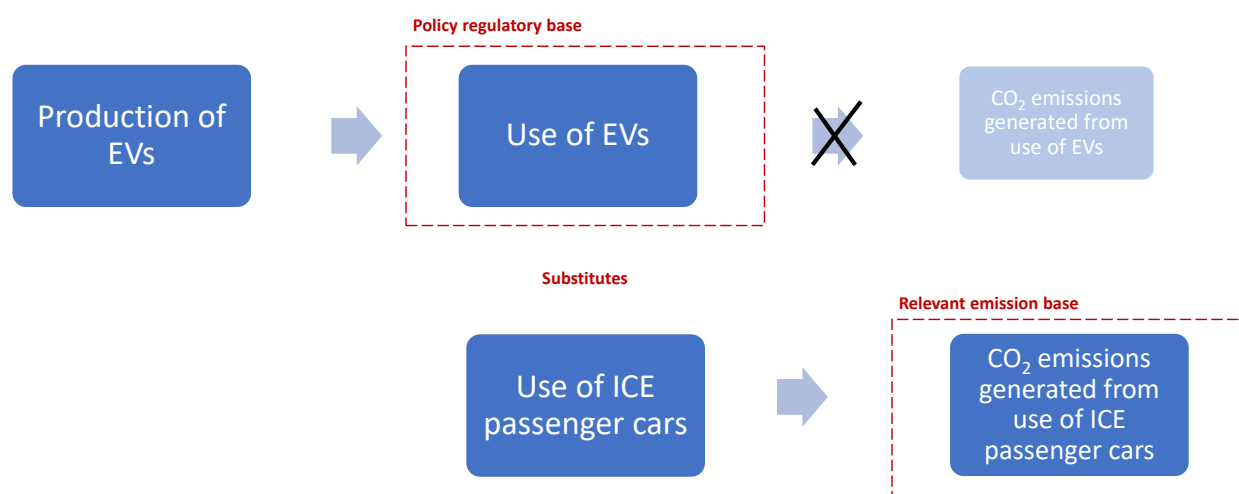 Policy regulatory base
Production of
EVs
Use of EVs
CO₂ emissions
generated from
use of EVs
Substitutes
Relevant emission base
Use of ICE
passenger cars
CO₂ emissions
generated from
use of ICE
passenger cars